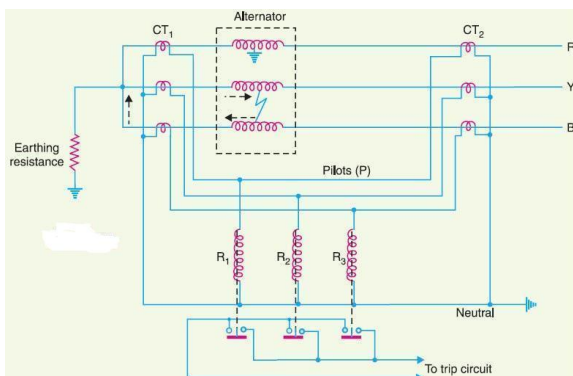 Alternator
CT1
CT2
R
Y
B
Earthing
resistance
Pilots (P)
R1
R2
R3
Neutral
To trip circuit